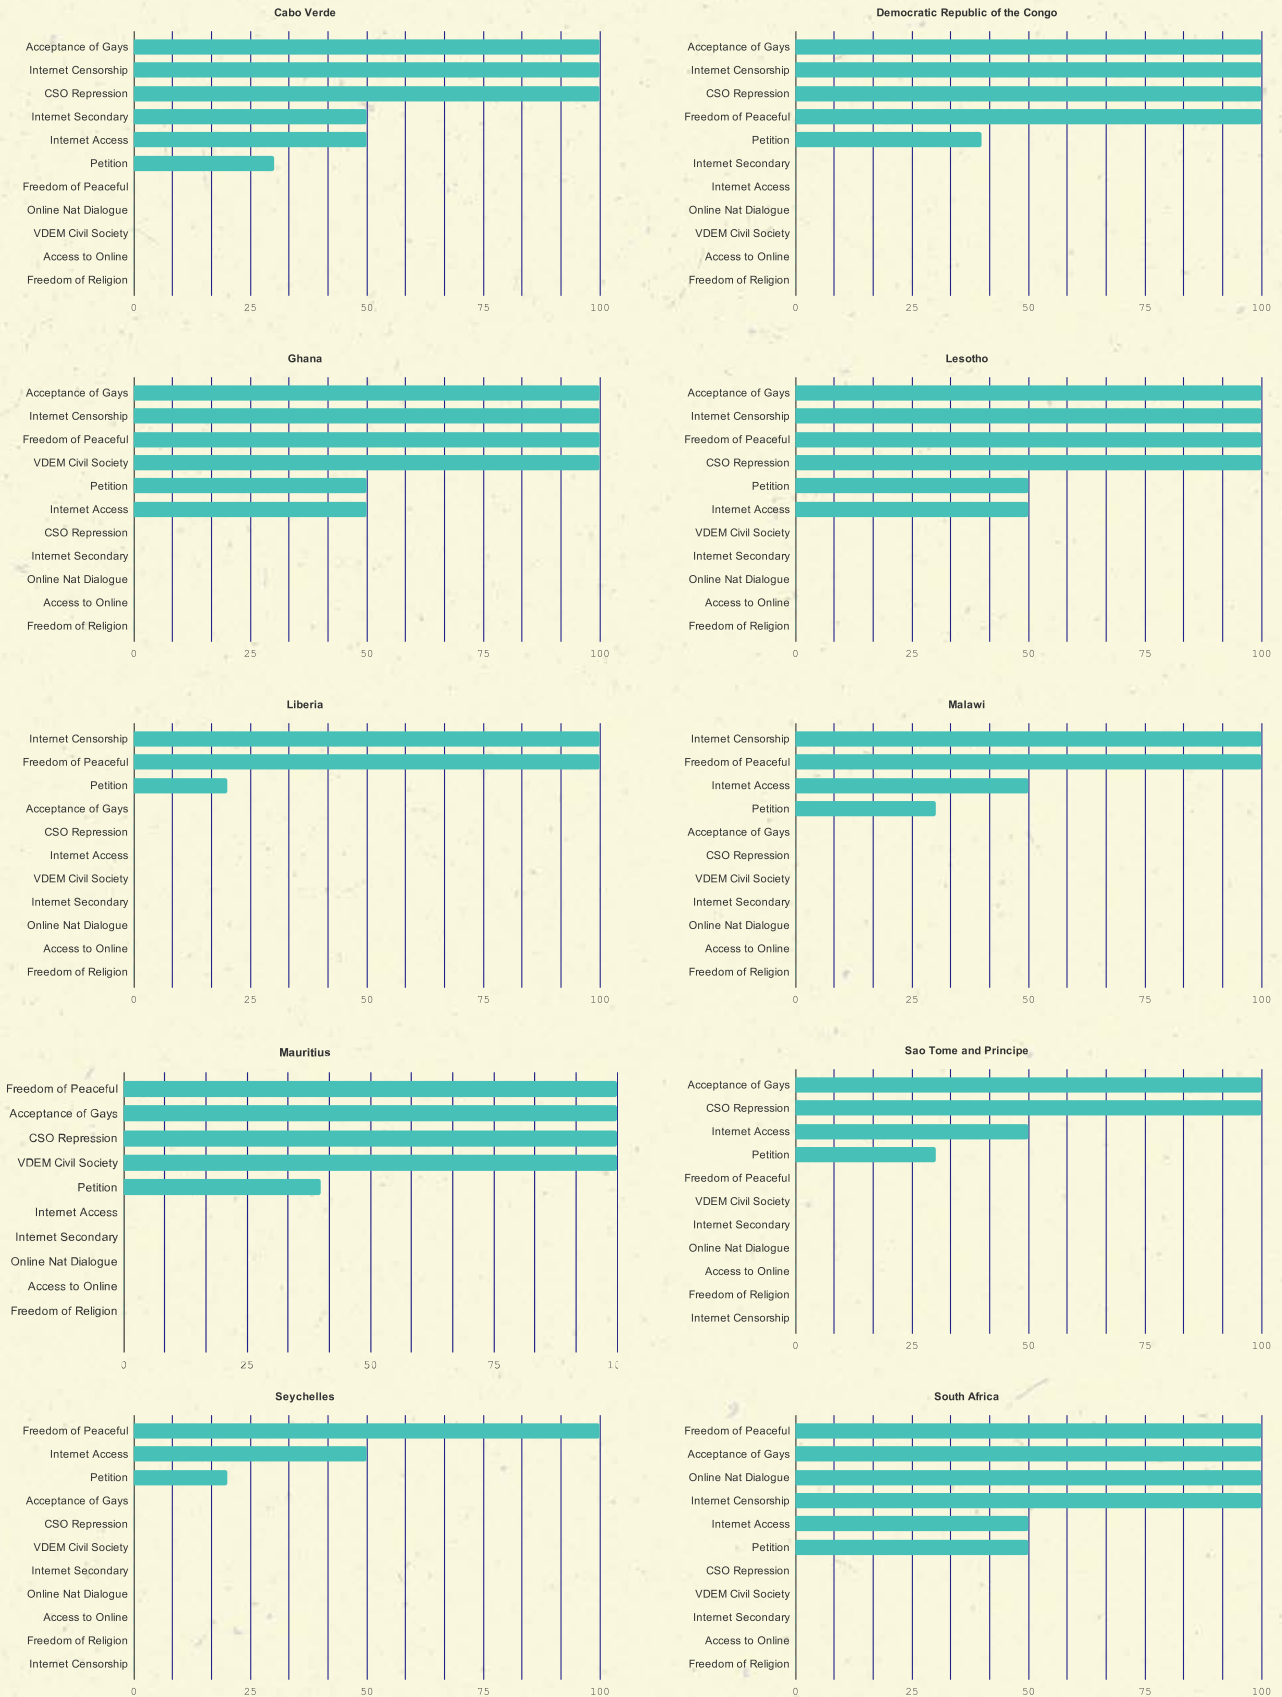 Cabo Verde
Acceptance of Gays
Internet Censorship
CSO Repression
Internet Secondary
Internet Access
Petition
Freedom of Peaceful
Online Nat Dialogue
VDEM Civil Society
Access to Online
Freedom of Religion
0 25 50 75 100
Democratic Republic of the Congo
Acceptance of Gays
Internet Censorship
CSO Repression
Freedom of Peaceful
Petition
Internet Secondary
Internet Access
Online Nat Dialogue
VDEM Civil Society
Access to Online
Freedom of Religion
0 25 50 75 100
Ghana
Acceptance of Gays
Internet Censorship
Freedom of Peaceful
VDEM Civil Society
Petition
Internet Access
CSO Repression
Internet Secondary
Online Nat Dialogue
Access to Online
Freedom of Religion
0 25 50 75 100
Lesotho
Acceptance of Gays
Internet Censorship
Freedom of Peaceful
CSO Repression
Petition
Internet Access
VDEM Civil Society
Internet Secondary
Online Nat Dialogue
Access to Online
Freedom of Religion
0 25 50 75 100
Liberia
Internet Censorship
Freedom of Peaceful
Petition
Acceptance of Gays
CSO Repression
Internet Access
VDEM Civil Society
Internet Secondary
Online Nat Dialogue
Access to Online
Freedom of Religion
0 25 50 75 100
Malawi
Internet Censorship
Freedom of Peaceful
Internet Access
Petition
Acceptance of Gays
CSO Repression
VDEM Civil Society
Internet Secondary
Online Nat Dialogue
Access to Online
Freedom of Religion
0 25 50 75 100
Mauritius
Freedom of Peaceful
Acceptance of Gays
CSO Repression
VDEM Civil Society
Petition
Internet Access
Internet Secondary
Online Nat Dialogue
Access to Online
Freedom of Religion
0 25 50 75
Sao Tome and Principe
Acceptance of Gays
CSO Repression
Internet Access
Petition
Freedom of Peaceful
VDEM Civil Society
Internet Secondary
Online Nat Dialogue
Access to Online
Freedom of Religion
Internet Censorship
0 25 50 75 100
Seychelles
Freedom of Peaceful
Internet Access
Petition
Acceptance of Gays
CSO Repression
VDEM Civil Society
Internet Secondary
Online Nat Dialogue
Access to Online
Freedom of Religion
Internet Censorship
0 25 50 75 100
South Africa
Freedom of Peaceful
Acceptance of Gays
Online Nat Dialogue
Internet Censorship
Internet Access
Petition
CSO Repression
VDEM Civil Society
Internet Secondary
Access to Online
Freedom of Religion
0 25 50 75 100